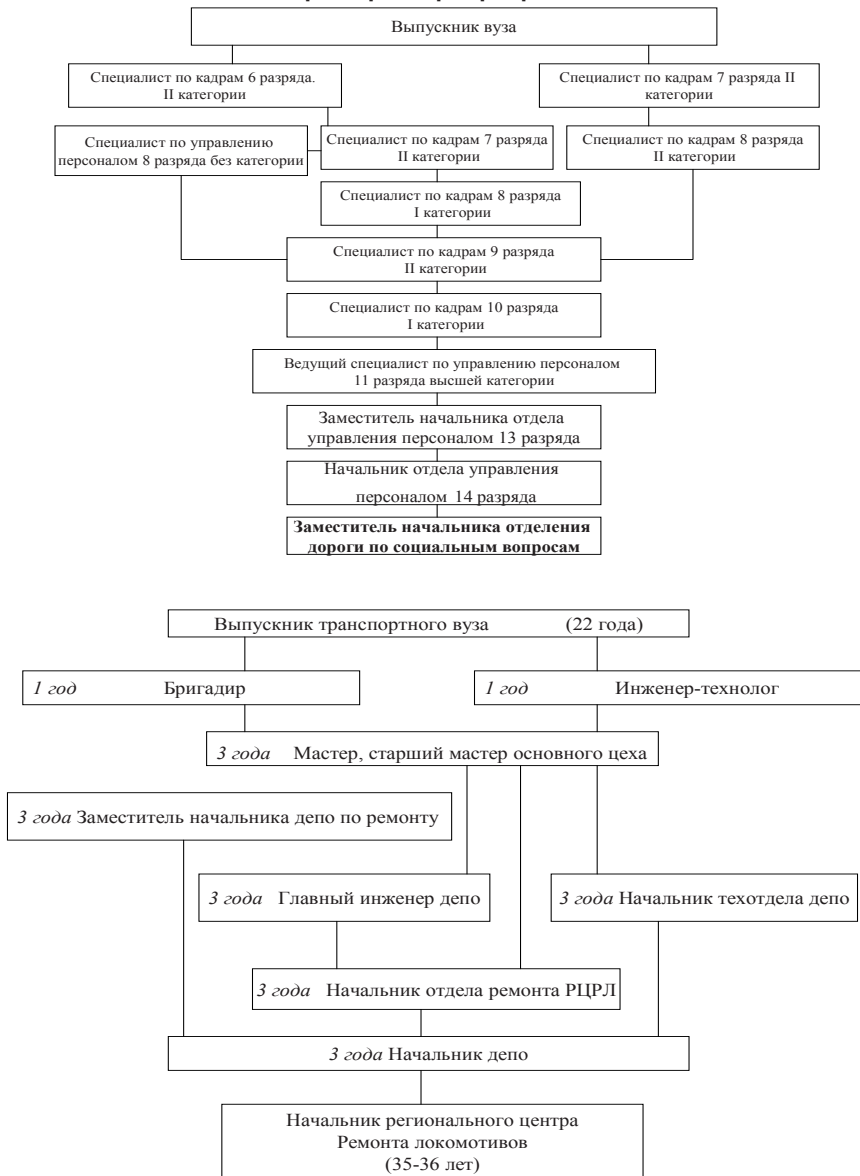 Выпускник вуза
Специалист по кадрам 6 разряда.
II категории
Специалист по кадрам 7 разряда II
категории
Специалист по управлению
персоналом 8 разряда без категории
Специалист по кадрам 7 разряда
II категории
Специалист по кадрам 8 разряда
II категории
Специалист по кадрам 8 разряда
I категории
Специалист по кадрам 9 разряда
II категории
Специалист по кадрам 10 разряда
I категории
Ведущий специалист по управлению персоналом
11 разряда высшей категории
Заместитель начальника отдела
управления персоналом 13 разряда
Начальник отдела управления
персоналом 14 разряда
Заместитель начальника отделения
дороги по социальным вопросам
Выпускник транспортного вуза (22 года)
1 год Бригадир
1 год Инженер-технолог
3 года Мастер, старший мастер основного цеха
3 года Заместитель начальника депо по ремонту
3 года Главный инженер депо
3 года Начальник техотдела депо
3 года Начальник отдела ремонта РЦРЛ
3 года Начальник депо
Начальник регионального центра
Ремонта локомотивов
(35-36 лет)